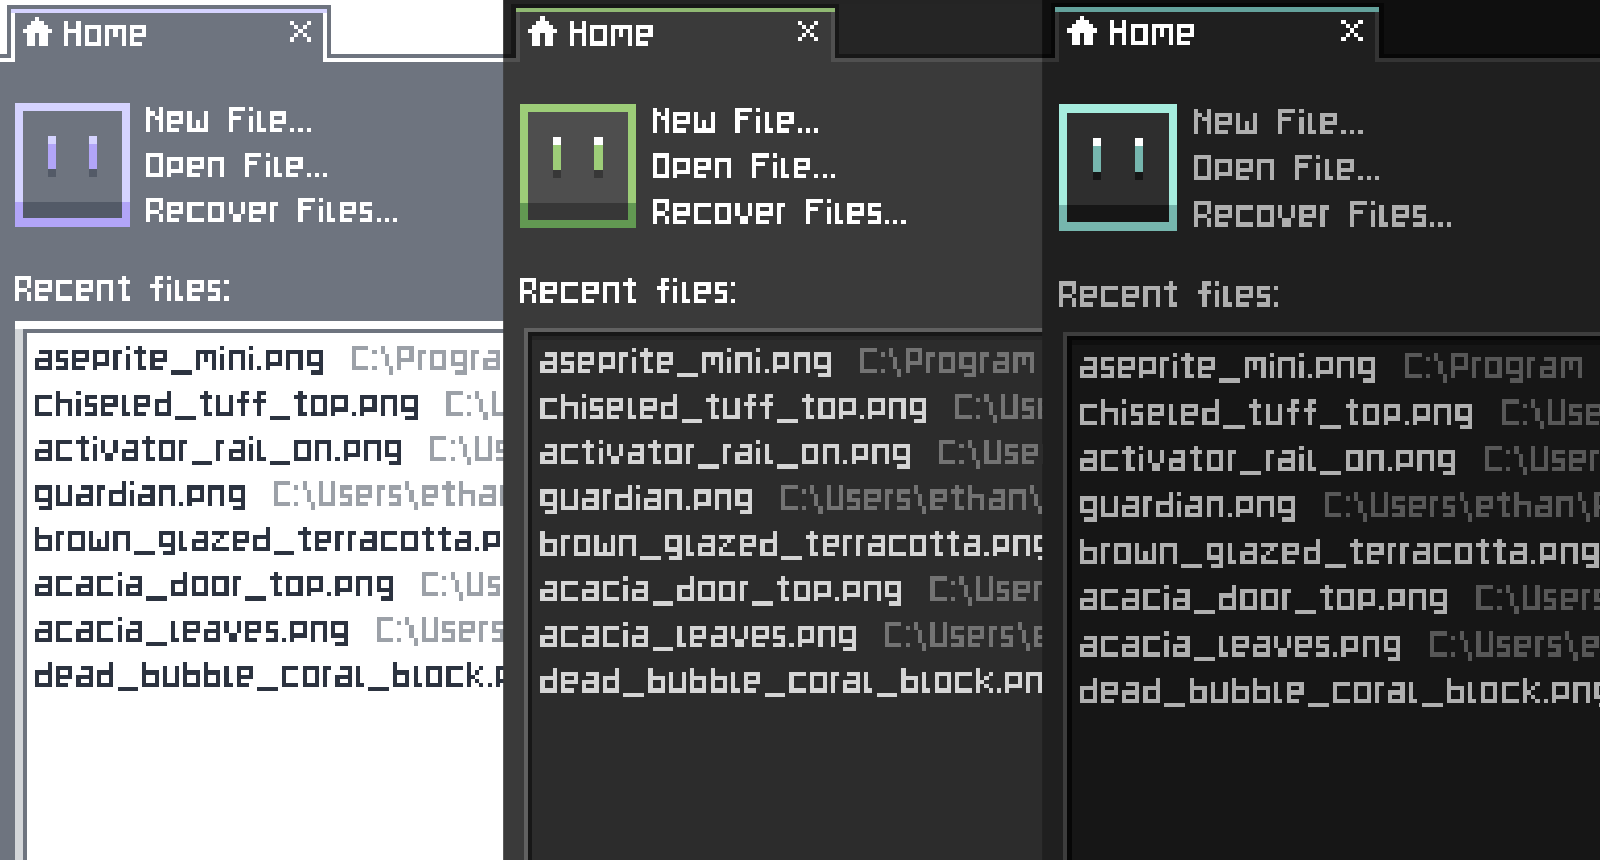 Home
New File...
Open File...
Recover Files...
Recent files:
aseprite_mini.png C:\Progra
chiseled_tuff_top.png C:\U
activator_rail_on.png C:\Us
guardian.png C:\Users\ethan
brown_glazed_terracotta.p
acacia_door_top.png C:\Us
acacia_leaves.png C:\Users
dead_bubble_coral_block.p
Home
New File...
Open File...
Recover Files...
Recent files:
aseprite_mini.png C:\Program
chiseled_tuff_top.png C:\Us
activator_rail_on.png C:\Use
guardian.png C:\Users\ethan\
brown_glazed_terracotta.png
acacia_door_top.png C:\User
acacia_leaves.png C:\Users\e
dead_bubble_coral_block.pn
Home
New File...
Open File...
Recover Files...
Recent files:
aseprite_mini.png C:\Program
chiseled_tuff_top.png C:\Use
activator_rail_on.png C:\User
guardian.png C:\Users\ethan\
brown_glazed_terracotta.png
acacia_door_top.png C:\Users
acacia_leaves.png C:\Users\e
dead_bubble_coral_block.png